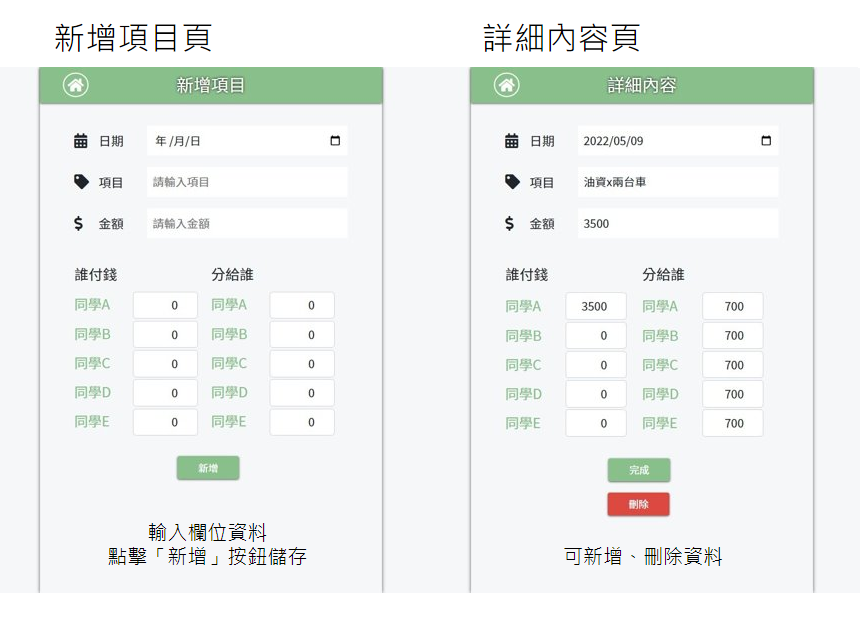 新增項目頁
新增項目
日期 年 /月/日
項目 請輸入項目
金額 請輸入金額
誰付錢 分給誰
同學A 0 同學A 0
同學B 0 同學B 0
同學C 0 同學C 0
同學D 0 同學D 0
同學E 0 同學E 0
新增
輸入欄位資料
點擊「新增」按鈕儲存
詳細內容頁
詳細內容
日期 2022/05/09
項目 油資x兩台車
金額 3500
誰付錢 分給誰
同學A 3500 同學A 700
同學B 0 同學B 700
同學C 0 同學C 700
同學D 0 同學D 700
同學E 0 同學E 700
完成
刪除
可新增、刪除資料